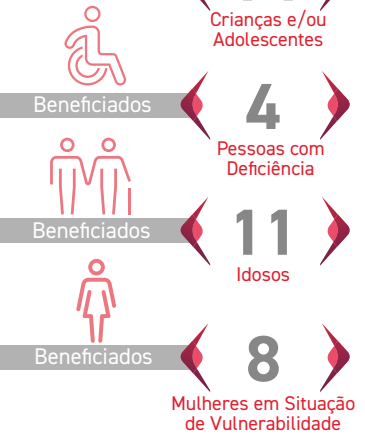 Crianças e/ou
Adolescentes
Beneficiados
4
Pessoas com
Deficiência
Beneficiados
11
Idosos
Beneficiados
8
Mulheres em Situação
de Vulnerabilidade